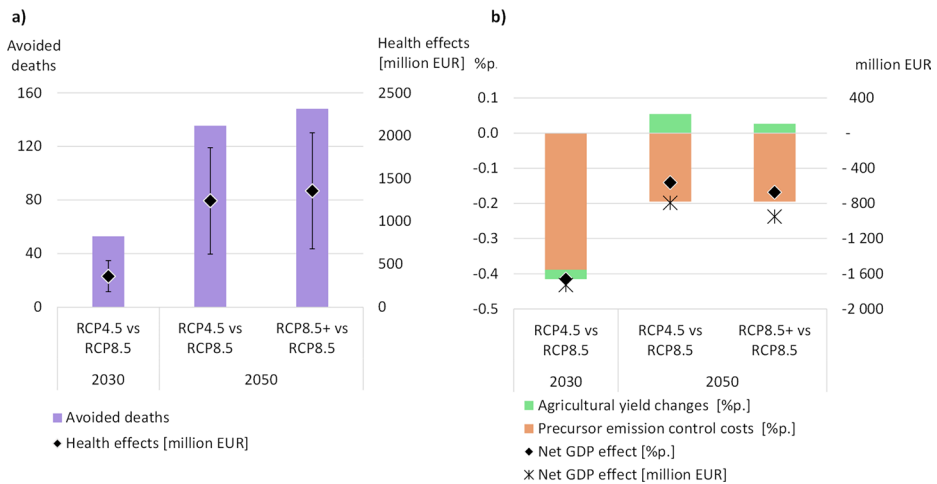 a)
Avoided
deaths
Health effects
[million EUR]
160
120
80
40
0
2500
2000
1500
1000
500
0
RCP4.5 vs
RCP8.5
RCP4.5 vs
RCP8.5
RCP8.5+ vs
RCP8.5
2030
2050
Avoided deaths
Health effects [million EUR]
b)
%p.
million EUR
0.1
0.0
-0.1
-0.2
-0.3
-0.4
-0.5
400
-
- 400
- 800
-1 200
-1 600
-2 000
RCP4.5 vs
RCP8.5
RCP4.5 vs
RCP8.5
RCP8.5+ vs
RCP8.5
2030
2050
Agricultural yield changes [%p.]
Precursor emission control costs [%p.]
Net GDP effect [%p.]
Net GDP effect [million EUR]